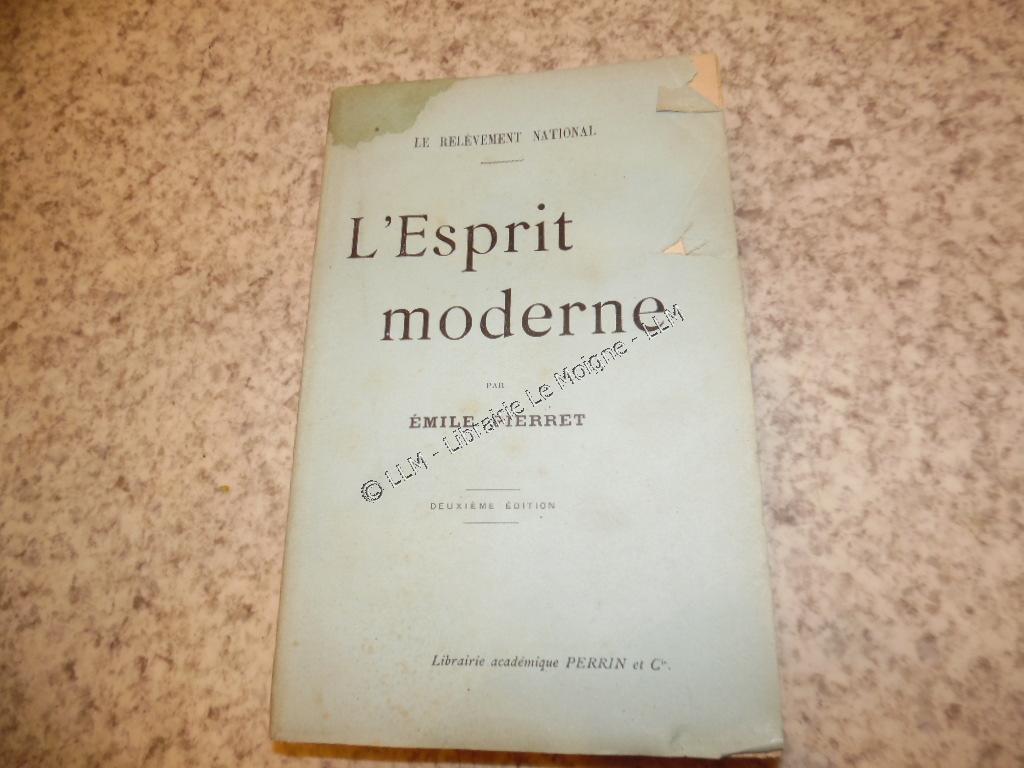 LE RELÈVEMENT NATIONAL
L'Esprit
moderne
PAR
ÉMILE PIERRET
© LLM - Librairie Le Moigne - LLM
DEUXIÈME ÉDITION
Librairie académique PERRIN et Cie.